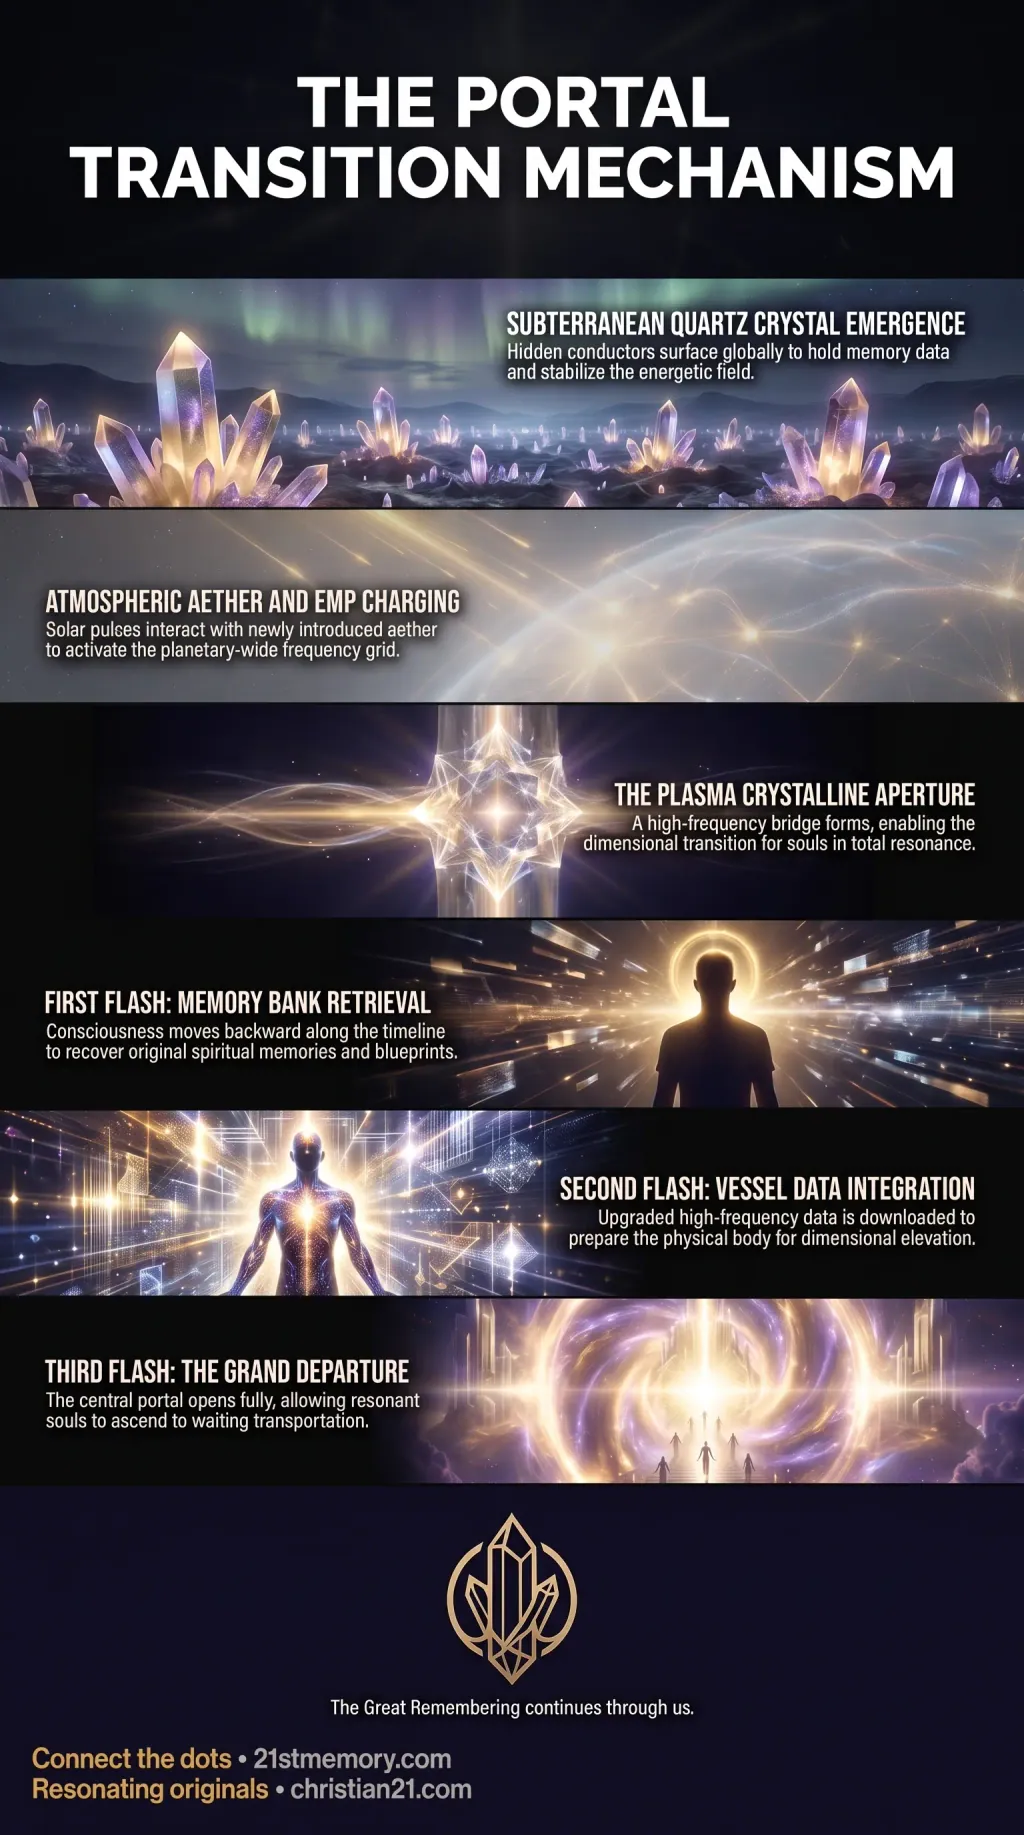 THE PORTAL
TRANSITION MECHANISM
SUBTERRANEAN QUARTZ CRYSTAL EMERGENCE
Hidden conductors surface globally to hold memory data
and stabilize the energetic field.
ATMOSPHERIC AETHER AND EMP CHARGING
Solar pulses interact with newly introduced aether
to activate the planetary-wide frequency grid.
THE PLASMA CRYSTALLINE APERTURE
A high-frequency bridge forms, enabling the
dimensional transition for souls in total resonance.
FIRST FLASH: MEMORY BANK RETRIEVAL
Consciousness moves backward along the timeline
to recover original spiritual memories and blueprints.
SECOND FLASH: VESSEL DATA INTEGRATION
Upgraded high-frequency data is downloaded to
prepare the physical body for dimensional elevation.
THIRD FLASH: THE GRAND DEPARTURE
The central portal opens fully, allowing resonant
souls to ascend to waiting transportation.
The Great Remembering continues through us.
Connect the dots • 21stmemory.com
Resonating originals • christian21.com